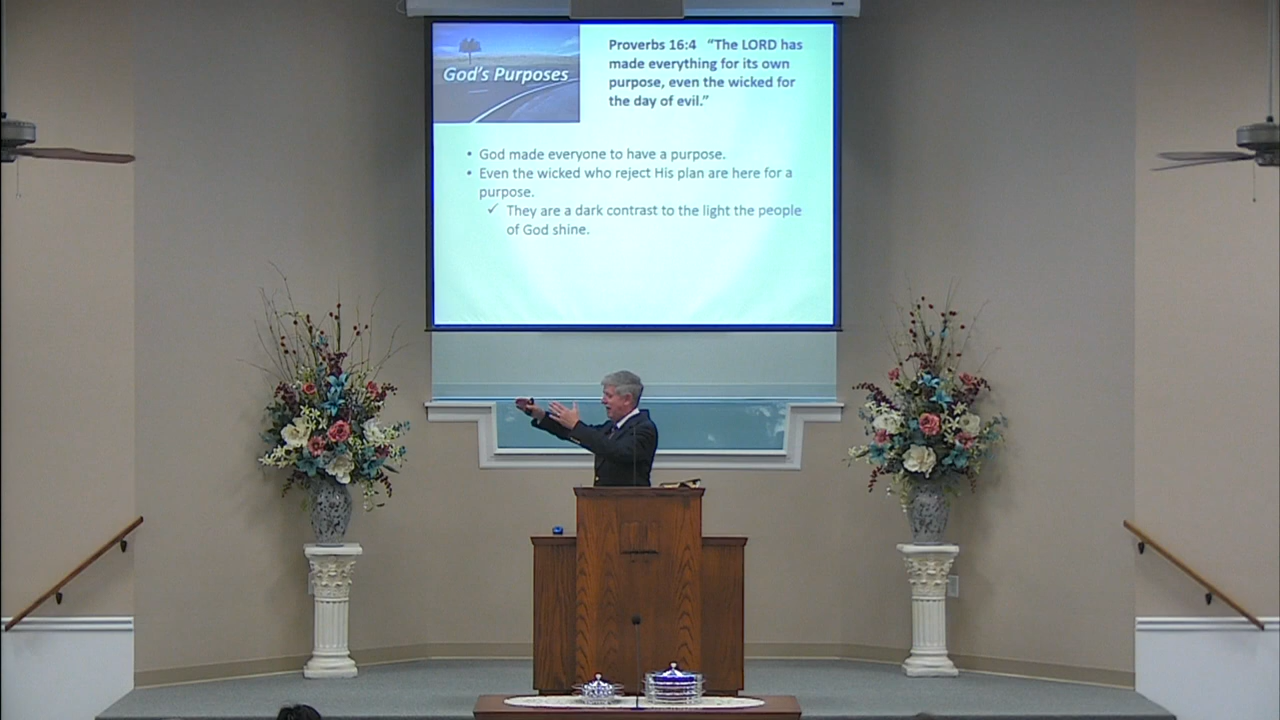 God's Purposes
Proverbs 16:4 “The LORD has
made everything for its own
purpose, even the wicked for
the day of evil.”
• God made everyone to have a purpose.
• Even the wicked who reject His plan are here for a
purpose.
✓ They are a dark contrast to the light the people
of God shine.